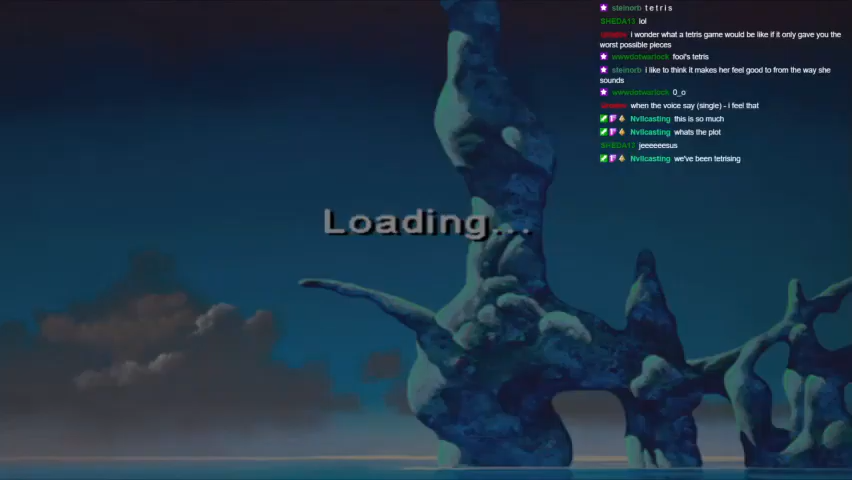 steinorb t e t r i s
SHEDA13 lol
i wonder what a tetris game would be like if it only gave you the
worst possible pieces
wwwdotwarlock fool's tetris
steinorb i like to think it makes her feel good to from the way she
sounds
wwwdotwarlock 0_o
when the voice say (single) - i feel that
Nvllcasting this is so much
Nvllcasting whats the plot
SHEDA13 jeeeeeesus
Nvllcasting we've been tetrising
Loading...